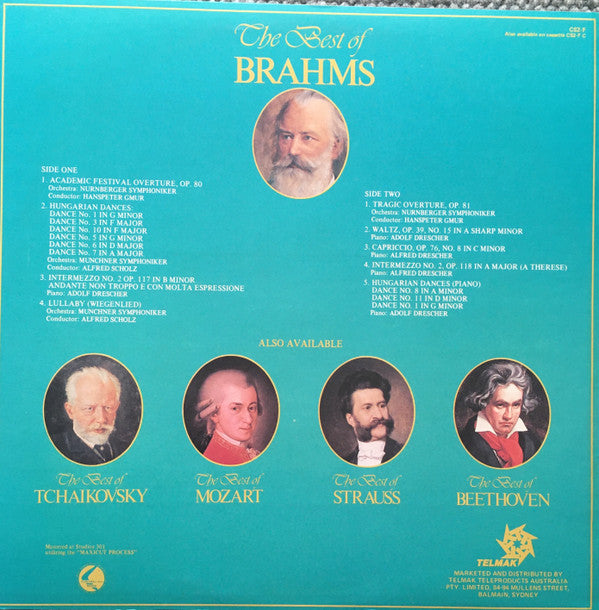 CS2-7
Also available on cassette CS2-7 C
The Best of
BRAHMS
SIDE ONE
1. ACADEMIC FESTIVAL OVERTURE, OP. 80
Orchestra: NURNBERGER SYMPHONIKER
Conductor: HANSPETER GMUR
2. HUNGARIAN DANCES:
DANCE No. 1 IN G MINOR
DANCE No. 3 IN F MAJOR
DANCE No. 10 IN F MAJOR
DANCE No. 5 IN G MINOR
DANCE No. 6 IN D MAJOR
DANCE No. 7 IN A MAJOR
Orchestra: MUNCHNER SYMPHONIKER
Conductor: ALFRED SCHOLZ
3. INTERMEZZO NO. 2 OP. 117 IN B MINOR
ANDANTE NON TROPPO E CON MOLTA ESPRESSIONE
Piano: ADOLF DRESCHER
4. LULLABY (WIEGENLIED)
Orchestra: MUNCHNER SYMPHONIKER
Conductor: ALFRED SCHOLZ
SIDE TWO
1. TRAGIC OVERTURE, OP. 81
Orchestra: NURNBERGER SYMPHONIKER
Conductor: HANSPETER GMUR
2. WALTZ, OP. 39, NO. 15 IN A SHARP MINOR
Piano: ADOLF DRESCHER
3. CAPRICCIO, OP. 76, NO. 8 IN C MINOR
Piano: ALFRED DRESCHER
4. INTERMEZZO NO. 2, OP. 118 IN A MAJOR (A THERESE)
Piano: ALFRED DRESCHER
5. HUNGARIAN DANCES (PIANO)
DANCE NO. 8 IN A MINOR
DANCE NO. 11 IN D MINOR
DANCE NO. 1 IN G MINOR
Piano: ADOLF DRESCHER
ALSO AVAILABLE
The Best of
TCHAIKOVSKY
The Best of
MOZART
The Best of
STRAUSS
The Best of
BEETHOVEN
Mastered at Studios 301
utilizing the "MAXICUT PROCESS"
TELMAK
MARKETED AND DISTRIBUTED BY
TELMAK TELEPRODUCTS AUSTRALIA
PTY. LIMITED, 84-94 MULLENS STREET,
BALMAIN, SYDNEY